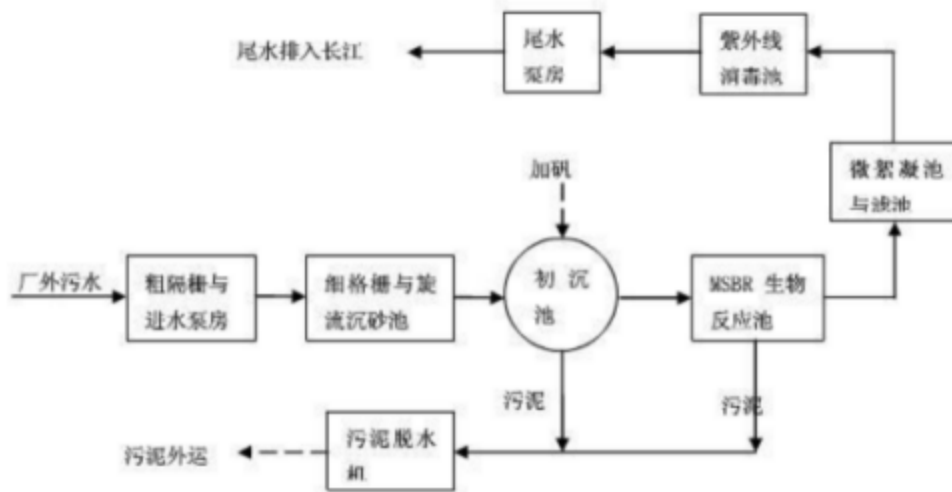 尾水排入长江
尾水
泵房
紫外线
消毒池
微絮凝池
与滤池
加矾
厂外污水
粗隔栅与
进水泵房
细格栅与旋
流沉砂池
初沉
池
MSBR 生物
反应池
污泥
污泥
污泥脱水
机
污泥外运